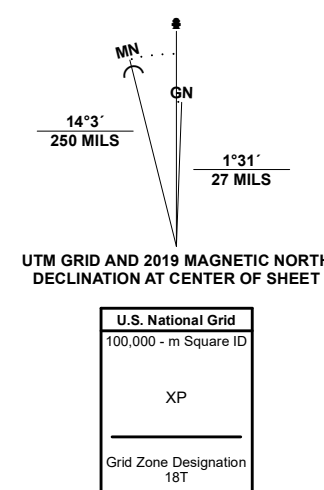 MN
GN
14°3´
250 MILS
1°31´
27 MILS
UTM GRID AND 2019 MAGNETIC NORTH
DECLINATION AT CENTER OF SHEET
U.S. National Grid
100,000 - m Square ID
XP
Grid Zone Designation
18T